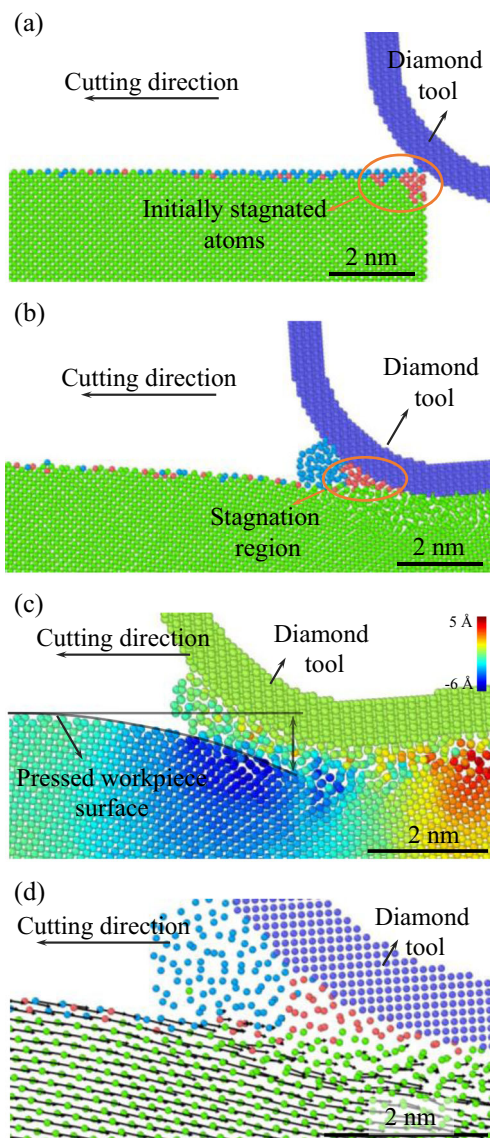 (a)
Cutting direction
Diamond
tool
Initially stagnated
atoms
2 nm
(b)
Cutting direction
Diamond
tool
Stagnation
region
2 nm
(c)
Cutting direction
Diamond
tool
5 Å
-6 Å
Pressed workpiece
surface
2 nm
(d)
Cutting direction
Diamond
tool
2 nm